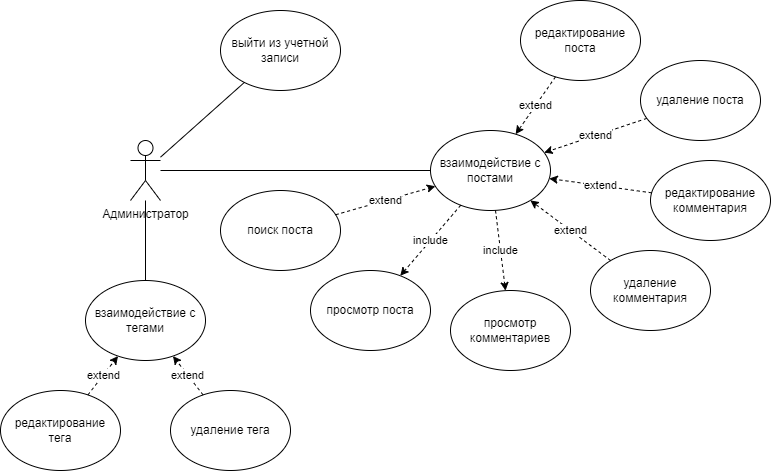 редактирование
поста
выйти из учетной
записи
extend
удаление поста
extend
взаимодействие с
постами
extend
редактирование
комментария
Администратор
extend
поиск поста
extend
include
include
удаление
комментария
просмотр поста
взаимодействие с
тегами
просмотр
комментариев
extend
extend
редактирование
тега
удаление тега